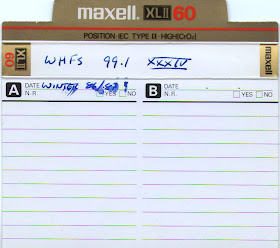 maxell. XLII 60
POSITION·IEC TYPE II·HIGH(CrO₂)
XLII 60
WHFS 99.1 XXXIV
A DATE WINTER 86/87 B DATE
N.R. YES NO N.R. YES NO